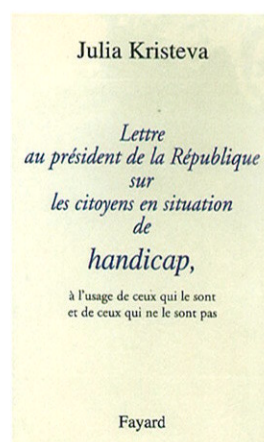 Julia Kristeva
Lettre
au président de la République
sur
les citoyens en situation
de
handicap,
à l'usage de ceux qui le sont
et de ceux qui ne le sont pas
Fayard